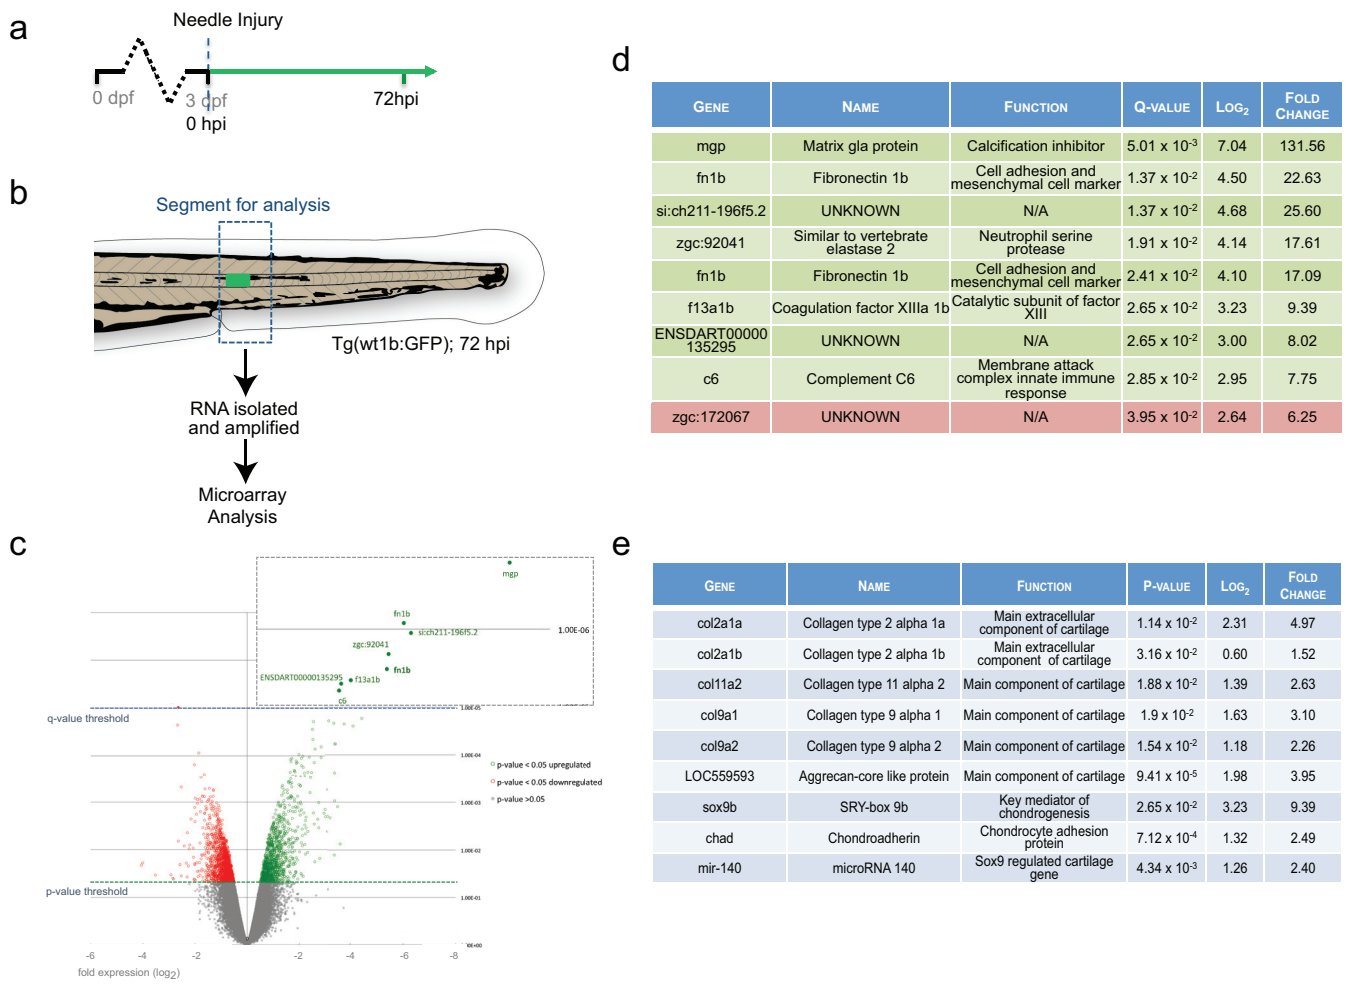 a
Needle Injury
0 dpf
3 dpf
0 hpi
72hpi
b
Segment for analysis
Tg(wt1b:GFP); 72 hpi
RNA isolated
and amplified
Microarray
Analysis
c
mgp
fn1b
1.00E-06
si:ch211-196f5.2
zgc:92041
fn1b
ENSDART00000135295
f13a1b
c6
q-value threshold
1.00E-05
1.00E-04
p-value < 0.05 upregulated
p-value < 0.05 downregulated
p-value >0.05
1.00E-03
1.00E-02
p-value threshold
1.00E-01
-6 -4 -2 0 -2 -4 -6 -8
fold expression (log2)
d
GENE NAME FUNCTION Q-VALUE LOG2 FOLD CHANGE
mgp Matrix gla protein Calcification inhibitor 5.01 x 10-3 7.04 131.56
fn1b Fibronectin 1b Cell adhesion and mesenchymal cell marker 1.37 x 10-2 4.50 22.63
si:ch211-196f5.2 UNKNOWN N/A 1.37 x 10-2 4.68 25.60
zgc:92041 Similar to vertebrate elastase 2 Neutrophil serine protease 1.91 x 10-2 4.14 17.61
fn1b Fibronectin 1b Cell adhesion and mesenchymal cell marker 2.41 x 10-2 4.10 17.09
f13a1b Coagulation factor XIIIa 1b Catalytic subunit of factor XIII 2.65 x 10-2 3.23 9.39
ENSDART00000135295 UNKNOWN N/A 2.65 x 10-2 3.00 8.02
c6 Complement C6 Membrane attack complex innate immune response 2.85 x 10-2 2.95 7.75
zgc:172067 UNKNOWN N/A 3.95 x 10-2 2.64 6.25
e
GENE NAME FUNCTION P-VALUE LOG2 FOLD CHANGE
col2a1a Collagen type 2 alpha 1a Main extracellular component of cartilage 1.14 x 10-2 2.31 4.97
col2a1b Collagen type 2 alpha 1b Main extracellular component of cartilage 3.16 x 10-2 0.60 1.52
col11a2 Collagen type 11 alpha 2 Main component of cartilage 1.88 x 10-2 1.39 2.63
col9a1 Collagen type 9 alpha 1 Main component of cartilage 1.9 x 10-2 1.63 3.10
col9a2 Collagen type 9 alpha 2 Main component of cartilage 1.54 x 10-2 1.18 2.26
LOC559593 Aggrecan-core like protein Main component of cartilage 9.41 x 10-5 1.98 3.95
sox9b SRY-box 9b Key mediator of chondrogenesis 2.65 x 10-2 3.23 9.39
chad Chondroadherin Chondrocyte adhesion protein 7.12 x 10-4 1.32 2.49
mir-140 microRNA 140 Sox9 regulated cartilage gene 4.34 x 10-3 1.26 2.40